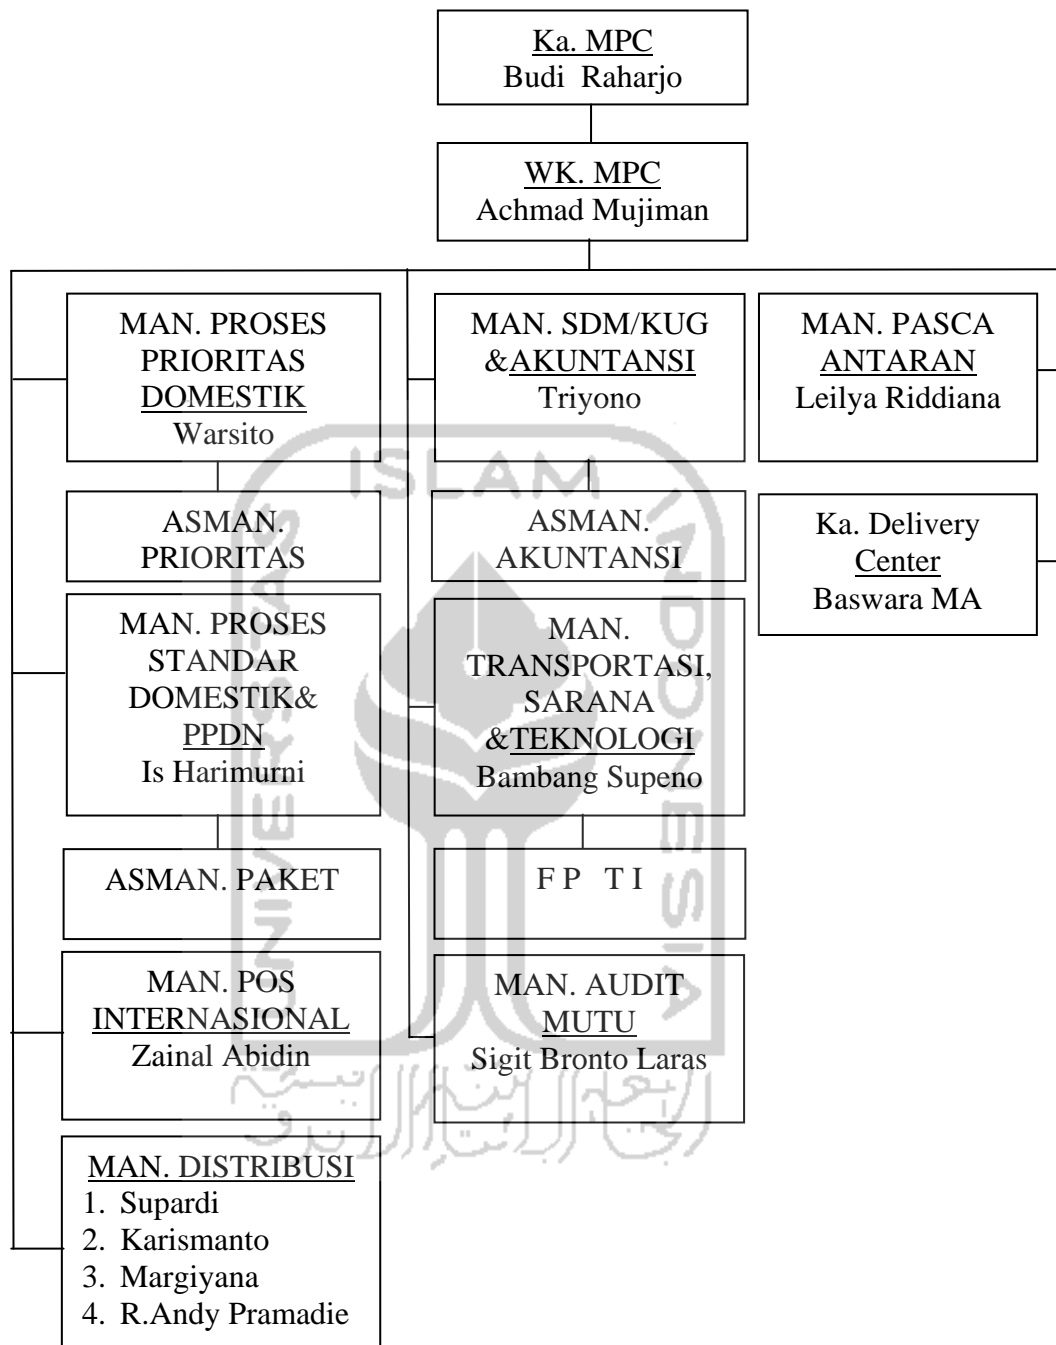 Ka. MPC
Budi Raharjo
WK. MPC
Achmad Mujiman
MAN. PROSES
PRIORITAS
DOMESTIK
Warsito
ASMAN.
PRIORITAS
MAN. PROSES
STANDAR
DOMESTIK&
PPDN
Is Harimurni
ASMAN. PAKET
MAN. POS
INTERNASIONAL
Zainal Abidin
MAN. DISTRIBUSI
1. Supardi
2. Karismanto
3. Margiyana
4. R.Andy Pramadie
MAN. SDM/KUG
&AKUNTANSI
Triyono
ASMAN.
AKUNTANSI
MAN.
TRANSPORTASI,
SARANA
&TEKNOLOGI
Bambang Supeno
F P T I
MAN. AUDIT
MUTU
Sigit Bronto Laras
MAN. PASCA
ANTARAN
Leilya Riddiana
Ka. Delivery
Center
Baswara MA
UNIVERSITAS
ISLAM
INDONESIA